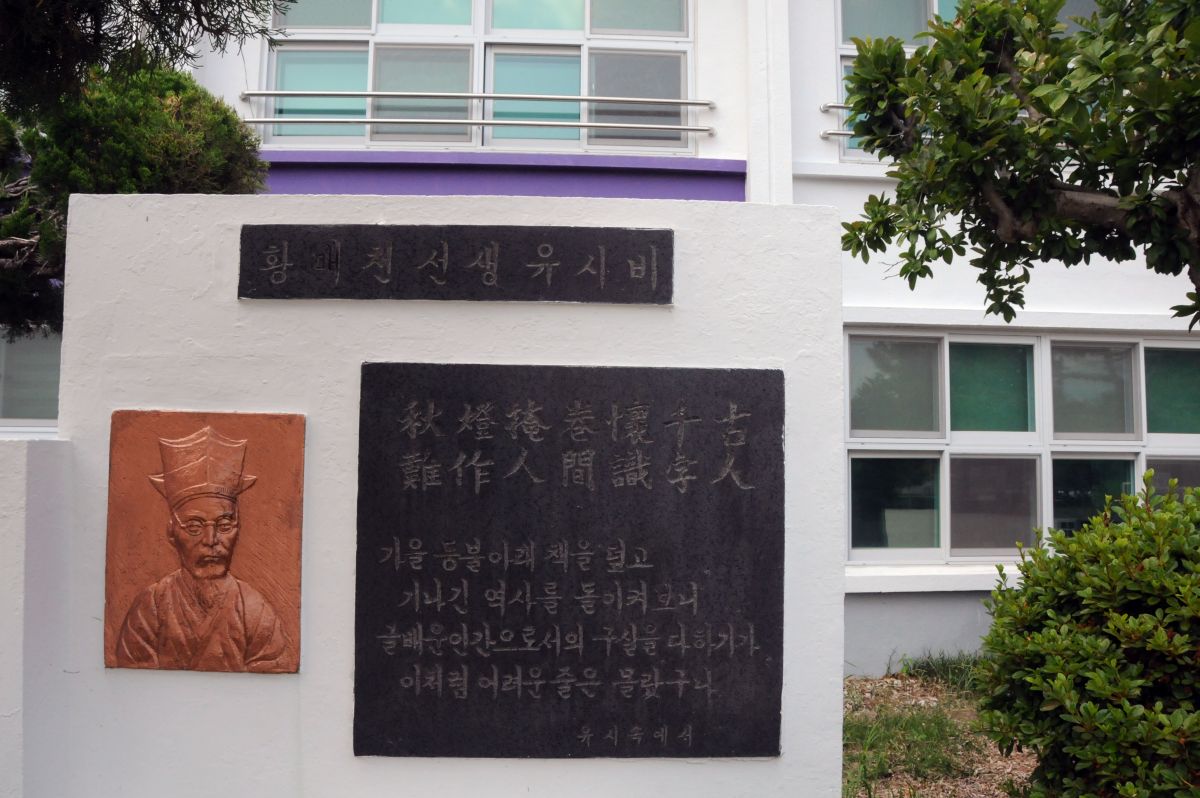 황매천선생유시비
秋燈掩卷懷千古
難作人間識字人
가을 등불아래 책을 덮고
기나긴 역사를 돌이켜보니
글배운인간으로서의 구실을 다하기가
이처럼 어려운줄은 몰랐구나
유시속에서